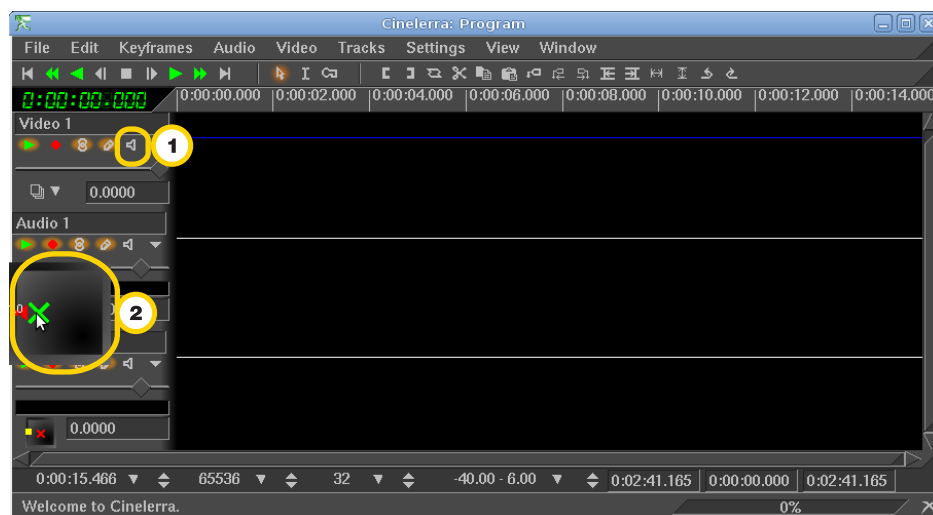 Cinelerra: Program
File Edit Keyframes Audio Video Tracks Settings View Window
0:00:00:000 0:00:00.000 0:00:02.000 0:00:04.000 0:00:06.000 0:00:08.000 0:00:10.000 0:00:12.000 0:00:14.000
Video 1
1
0.0000
Audio 1
0
2
0.0000
0:00:15.466 65536 32 -40.00 - 6.00 0:02:41.165 0:00:00.000 0:02:41.165
Welcome to Cinelerra. 0%